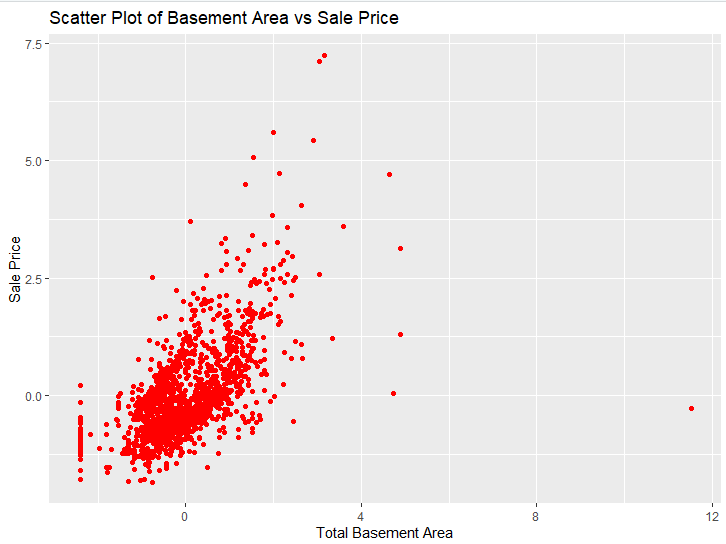 Scatter Plot of Basement Area vs Sale Price
7.5
5.0
2.5
0.0
Sale Price
0 4 8 12
Total Basement Area